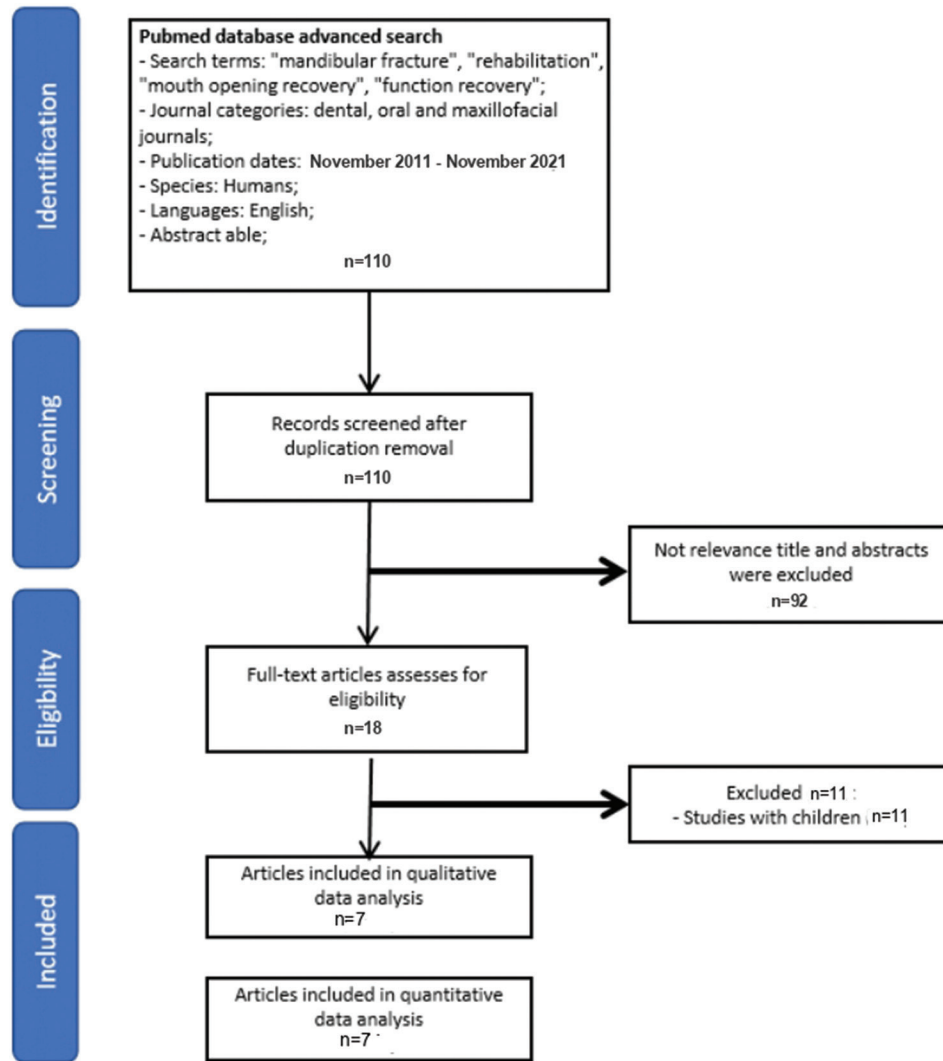 Identification
Pubmed database advanced search
- Search terms: "mandibular fracture", "rehabilitation",
"mouth opening recovery", "function recovery";
- Journal categories: dental, oral and maxillofacial
journals;
- Publication dates: November 2011 - November 2021
- Species: Humans;
- Languages: English;
- Abstract able;
n=110
Screening
Records screened after
duplication removal
n=110
Not relevance title and abstracts
were excluded
n=92
Eligibility
Full-text articles assesses for
eligibility
n=18
Excluded n=11 :
- Studies with children n=11
Included
Articles included in qualitative
data analysis
n=7
Articles included in quantitative
data analysis
n=7